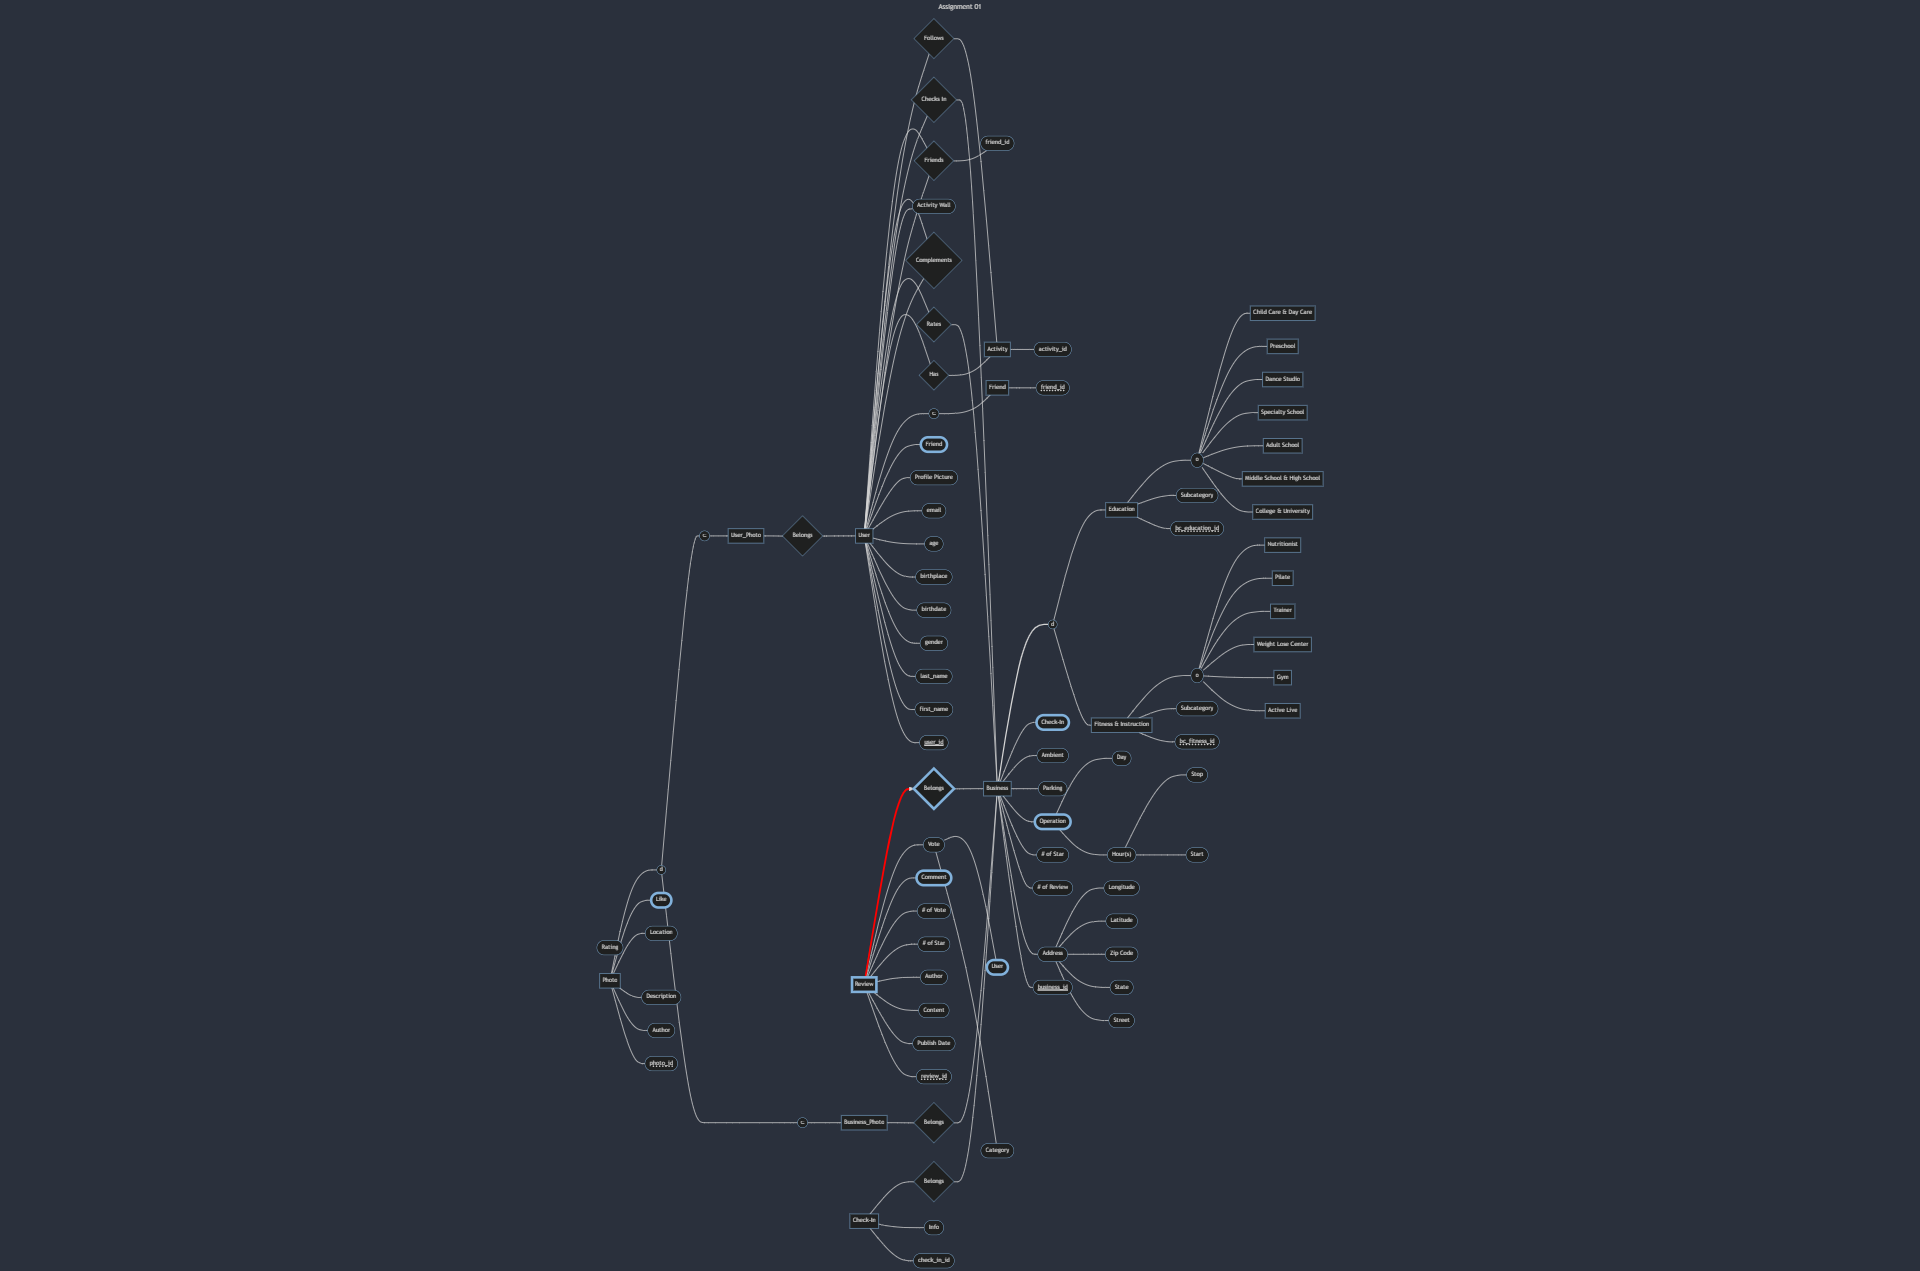 Assignment 01
Follows
Checks In
friend_id
Friends
Activity Wall
Complements
Child Care & Day Care
Rates
Preschool
Activity
activity_id
Has
Dance Studio
Friend
friend_id
Specialty School
Friend
Adult School
Profile Picture
Middle School & High School
Subcategory
email
Education
College & University
bc_education_id
User_Photo
Belongs
User
age
Nutritionist
birthplace
Pilate
birthdate
Trainer
d
gender
Weight Lose Center
last_name
Gym
first_name
Subcategory
Active Live
Check-In
Fitness & Instruction
user_id
bc_fitness_id
Ambient
Day
Stop
Belongs
Business
Parking
Operation
Vote
# of Star
Hour(s)
Start
d
Comment
# of Review
Longitude
Like
# of Vote
Latitude
Location
Rating
# of Star
Address
Zip Code
User
Photo
Review
Author
business_id
State
Description
Content
Street
Author
Publish Date
photo_id
review_id
Business_Photo
Belongs
Category
Belongs
Check-In
Info
check_in_id